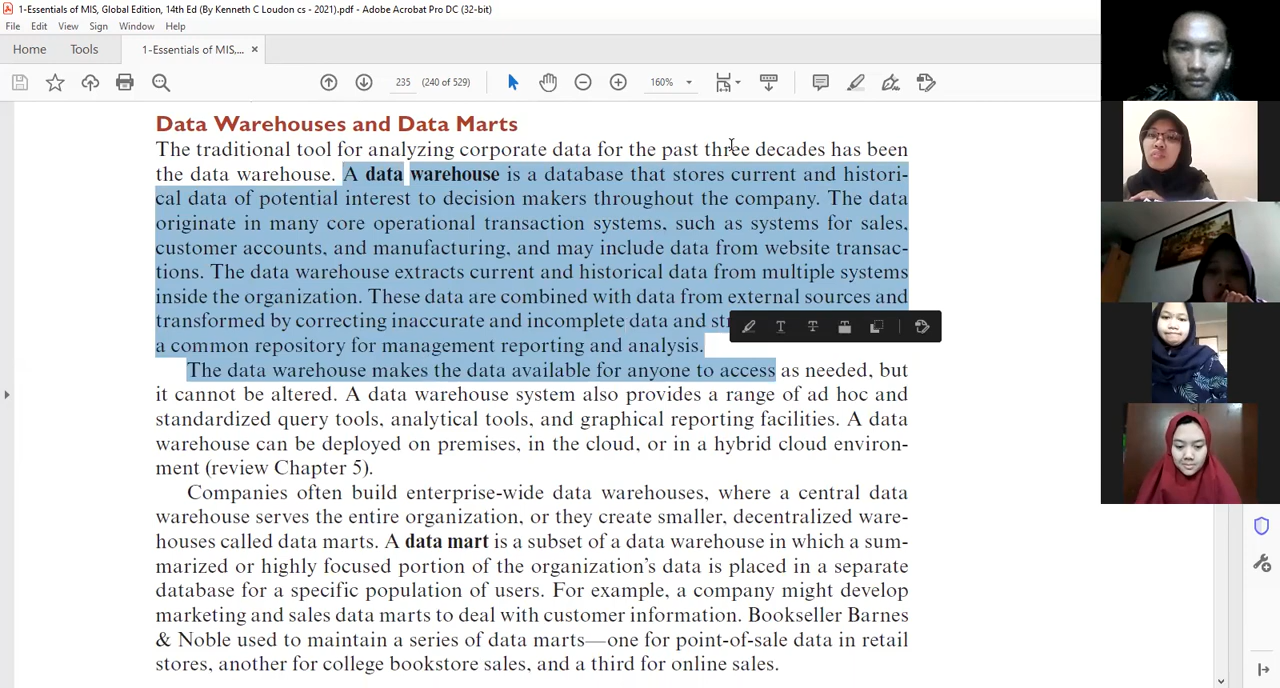 1-Essentials of MIS, Global Edition, 14th Ed (By Kenneth C Loudon cs - 2021).pdf - Adobe Acrobat Pro DC (32-bit)
File Edit View Sign Window Help
Home Tools 1-Essentials of MIS,... ×
235 (240 of 529) 160%
Data Warehouses and Data Marts
The traditional tool for analyzing corporate data for the past three decades has been
the data warehouse. A data warehouse is a database that stores current and histori-
cal data of potential interest to decision makers throughout the company. The data
originate in many core operational transaction systems, such as systems for sales,
customer accounts, and manufacturing, and may include data from website transac-
tions. The data warehouse extracts current and historical data from multiple systems
inside the organization. These data are combined with data from external sources and
transformed by correcting inaccurate and incomplete data and
a common repository for management reporting and analysis.
The data warehouse makes the data available for anyone to access as needed, but
it cannot be altered. A data warehouse system also provides a range of ad hoc and
standardized query tools, analytical tools, and graphical reporting facilities. A data
warehouse can be deployed on premises, in the cloud, or in a hybrid cloud environ-
ment (review Chapter 5).
Companies often build enterprise-wide data warehouses, where a central data
warehouse serves the entire organization, or they create smaller, decentralized ware-
houses called data marts. A data mart is a subset of a data warehouse in which a sum-
marized or highly focused portion of the organization's data is placed in a separate
database for a specific population of users. For example, a company might develop
marketing and sales data marts to deal with customer information. Bookseller Barnes
& Noble used to maintain a series of data marts—one for point-of-sale data in retail
stores, another for college bookstore sales, and a third for online sales.